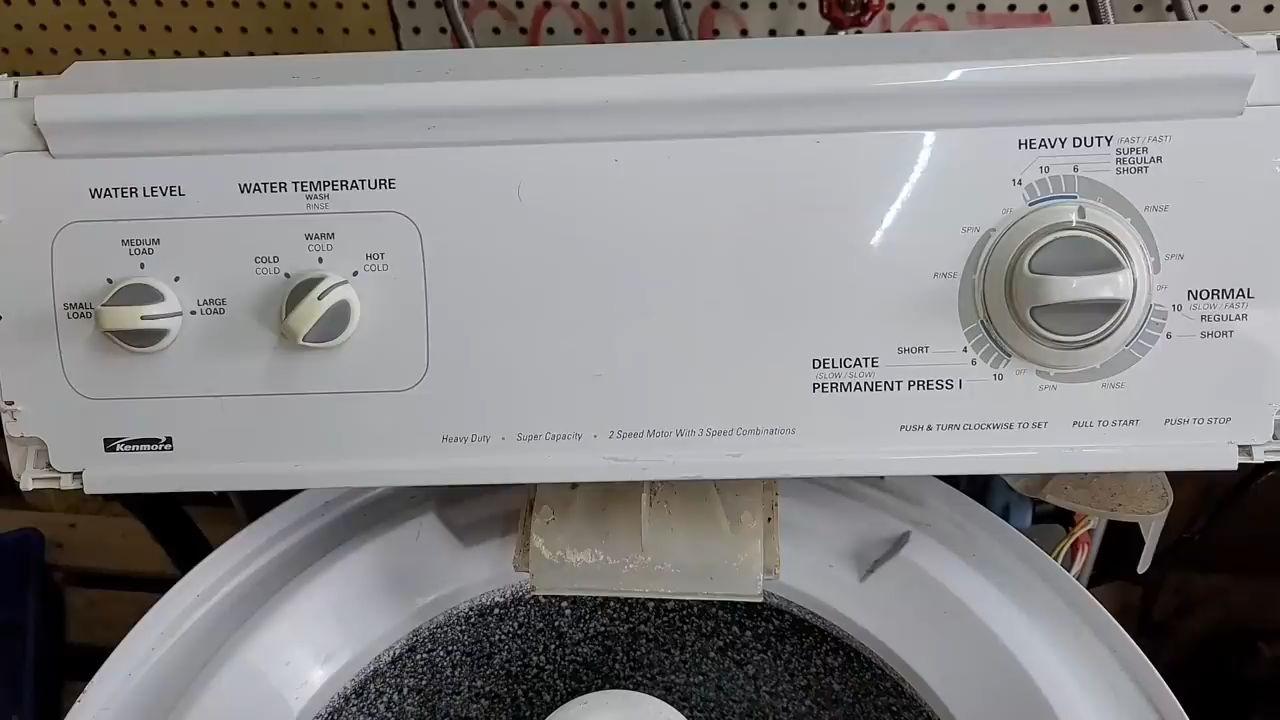 WATER LEVEL
MEDIUM
LOAD
SMALL
LOAD
LARGE
LOAD
WATER TEMPERATURE
WASH
RINSE
WARM
COLD
COLD
COLD
HOT
COLD
HEAVY DUTY (FAST / FAST)
SUPER
REGULAR
SHORT
14 10 6
OFF
RINSE
SPIN
OFF
NORMAL
(SLOW / FAST)
10 REGULAR
6 SHORT
RINSE
SPIN
OFF
SPIN
RINSE
SHORT 4
DELICATE 6
(SLOW / SLOW)
PERMANENT PRESS I 10
Kenmore
Heavy Duty • Super Capacity • 2 Speed Motor With 3 Speed Combinations
PUSH & TURN CLOCKWISE TO SET PULL TO START PUSH TO STOP